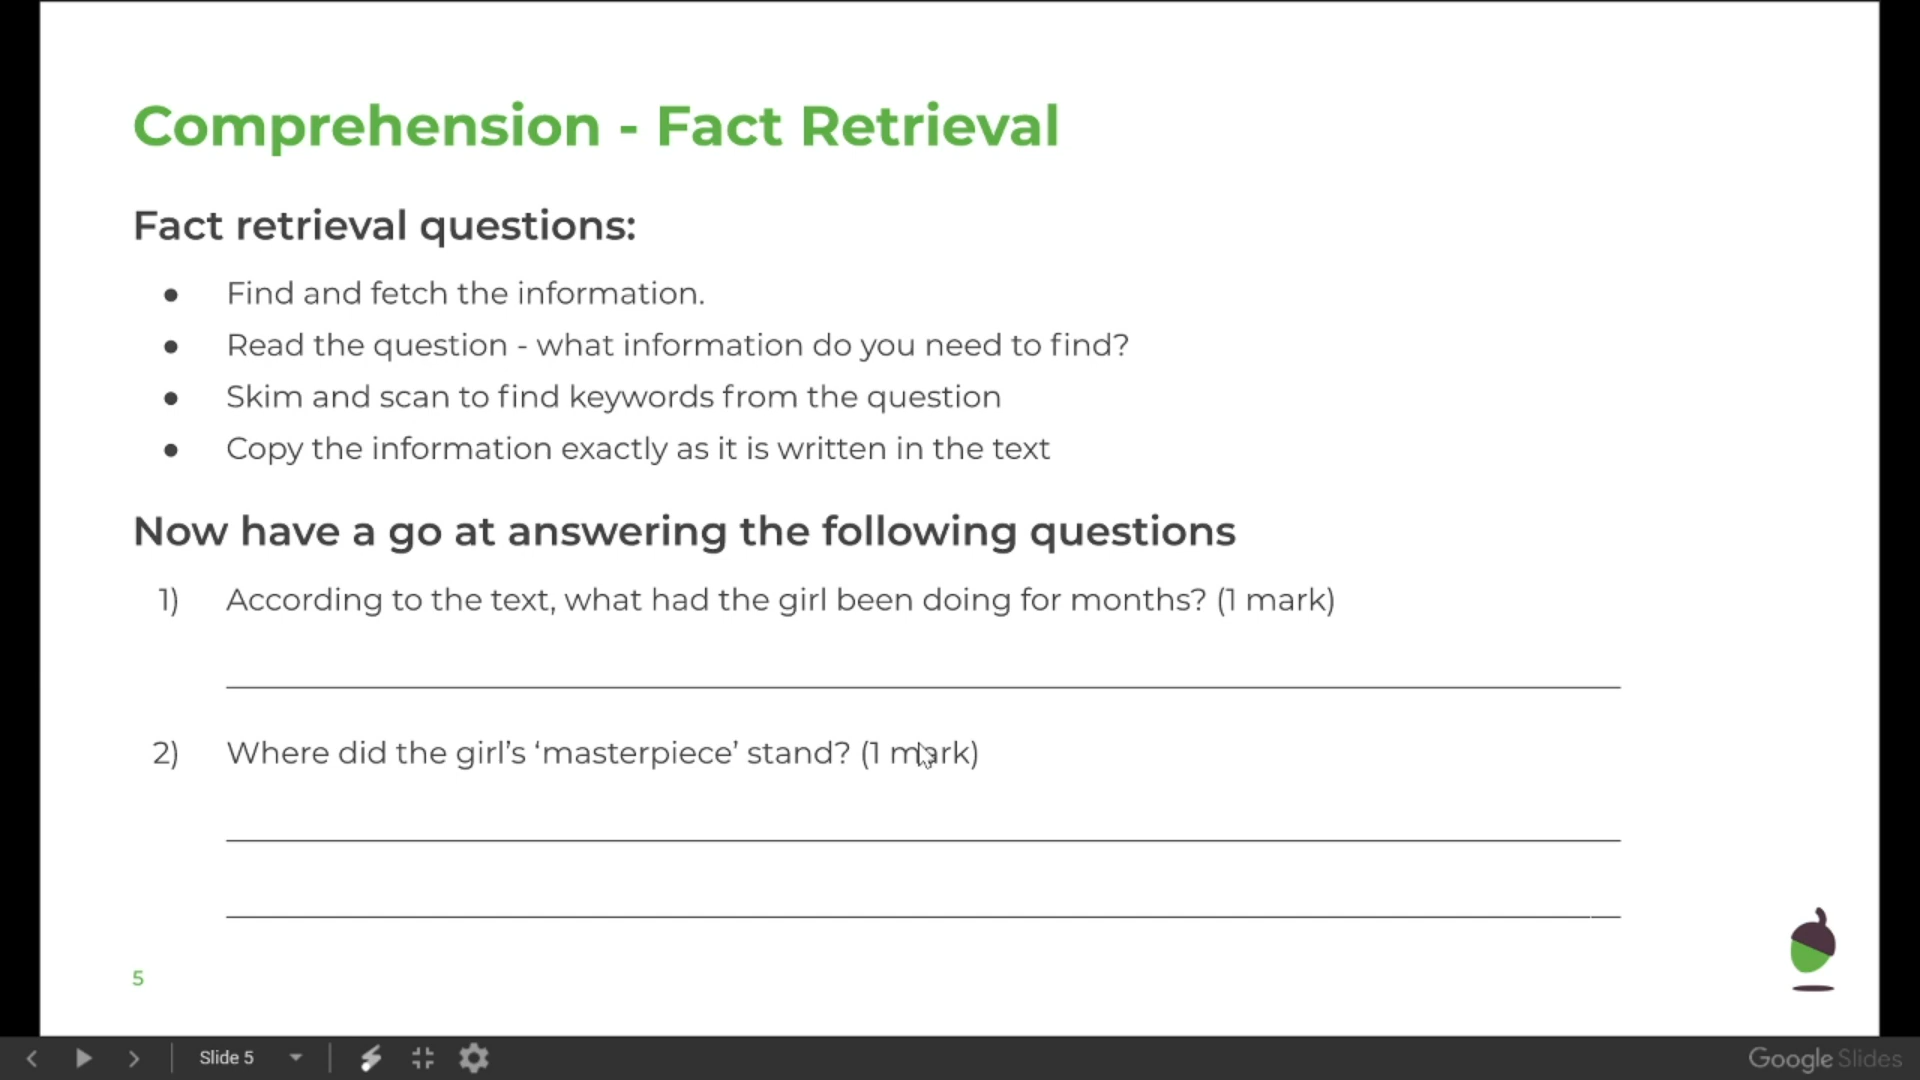 Comprehension - Fact Retrieval
Fact retrieval questions:
● Find and fetch the information.
● Read the question - what information do you need to find?
● Skim and scan to find keywords from the question
● Copy the information exactly as it is written in the text
Now have a go at answering the following questions
1) According to the text, what had the girl been doing for months? (1 mark)
2) Where did the girl’s ‘masterpiece’ stand? (1 mark)
5
Slide 5
Google Slides